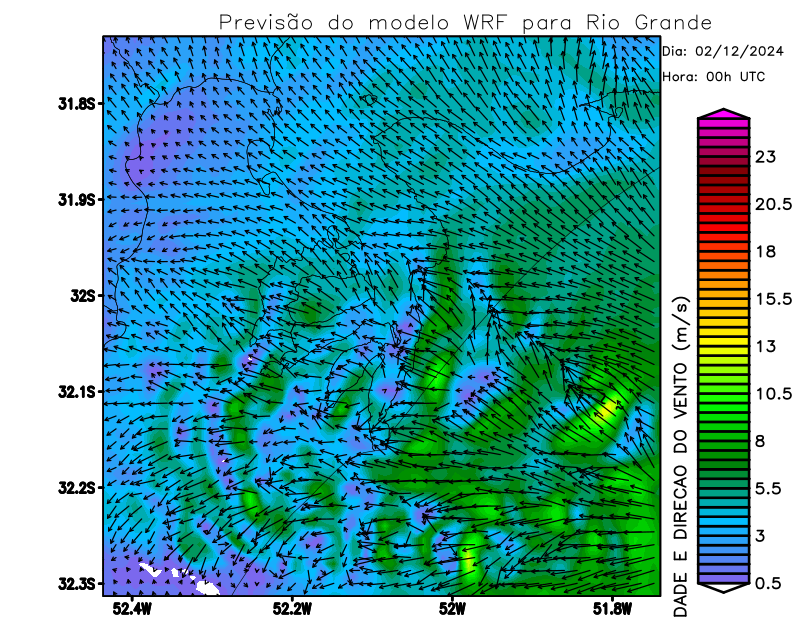 Previsão do modelo WRF para Rio Grande
Dia: 02/12/2024
Hora: 00h UTC
31.8S
31.9S
32S
32.1S
32.2S
32.3S
52.4W
52.2W
52W
51.8W
23
20.5
18
15.5
13
10.5
8
5.5
3
0.5
DADE E DIRECAO DO VENTO (m/s)